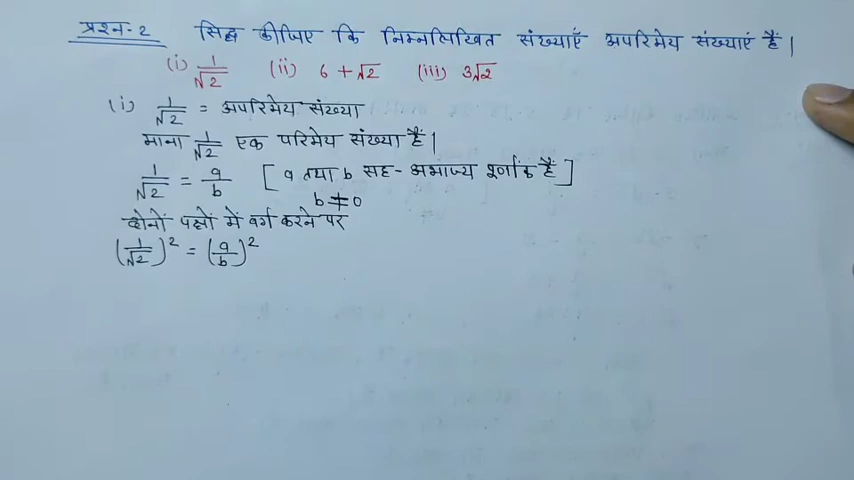 प्रश्न-2 सिद्ध कीजिए कि निम्नलिखित संख्याएँ अपरिमेय संख्याएं हैं।
(i) 1/√2 (ii) 6 + √2 (iii) 3√2
(i) 1/√2 = अपरिमेय संख्या
माना 1/√2 एक परिमेय संख्या है।
1/√2 = a/b [a तथा b सह-अभाज्य पूर्णांक हैं]
b ≠ 0
दोनों पक्षों में वर्ग करने पर
(1/√2)² = (a/b)²